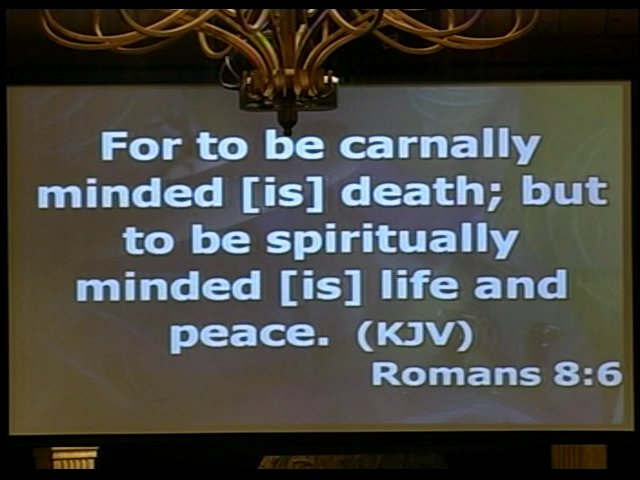 For to be carnally
minded [is] death; but
to be spiritually
minded [is] life and
peace. (KJV)
Romans 8:6